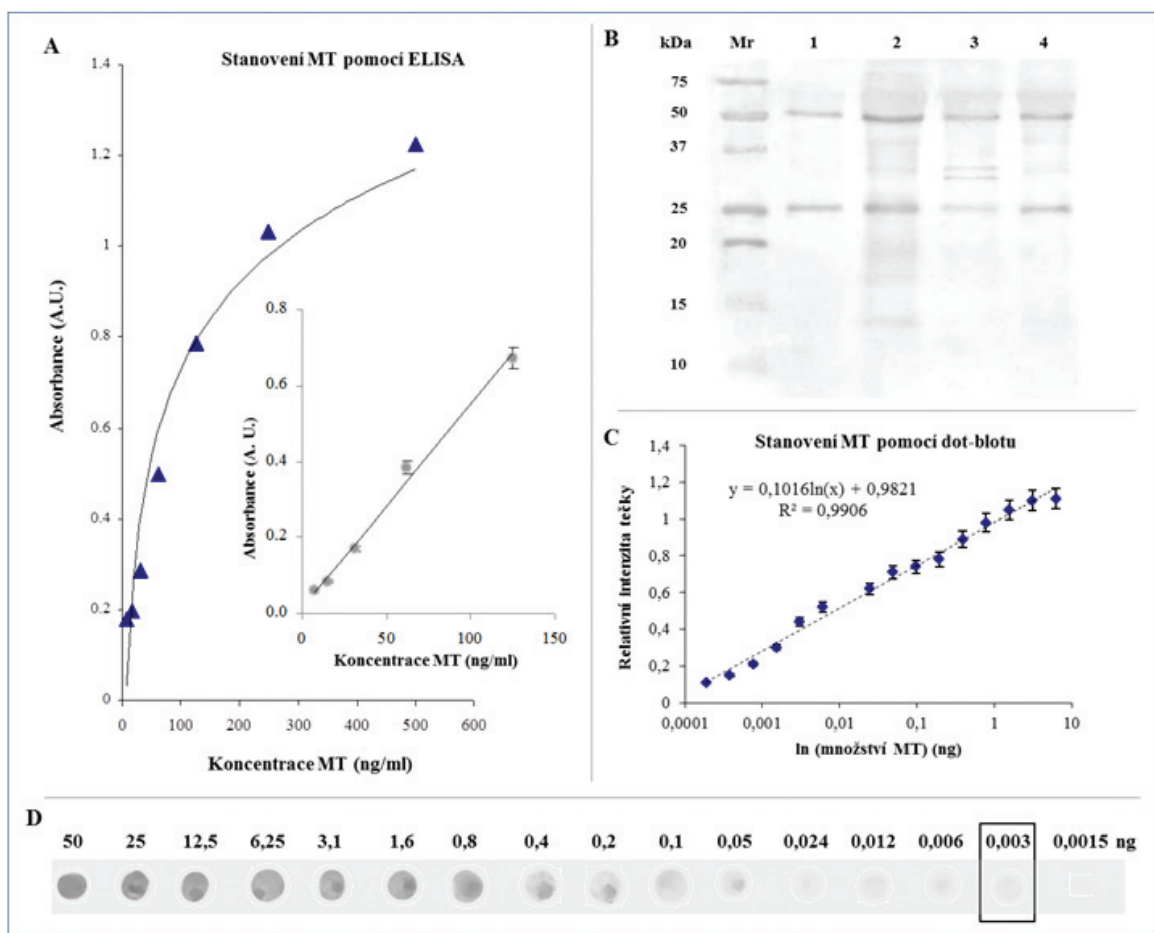 A
Stanovení MT pomocí ELISA
Absorbance (A.U.)
1.4
1.2
1
0.8
0.6
0.4
0.2
0
0 100 200 300 400 500 600
Koncentrace MT (ng/ml)
Absorbance (A. U.)
0.8
0.6
0.4
0.2
0.0
0 50 100 150
Koncentrace MT (ng/ml)
B
kDa Mr 1 2 3 4
75
50
37
25
20
15
10
C
Stanovení MT pomocí dot-blotu
y = 0,1016ln(x) + 0,9821
R² = 0,9906
Relativní intenzita tečky
1,4
1,2
1
0,8
0,6
0,4
0,2
0
0,0001 0,001 0,01 0,1 1 10
ln (množství MT) (ng)
D
50 25 12,5 6,25 3,1 1,6 0,8 0,4 0,2 0,1 0,05 0,024 0,012 0,006 0,003 0,0015 ng